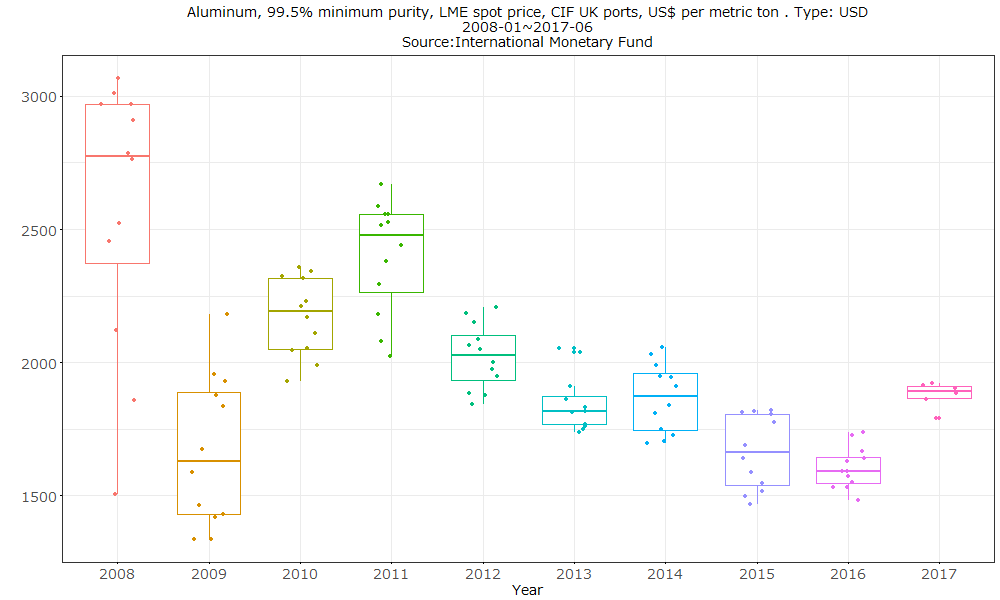 Aluminum, 99.5% minimum purity, LME spot price, CIF UK ports, US$ per metric ton . Type: USD
2008-01~2017-06
Source:International Monetary Fund
3000
2500
2000
1500
2008 2009 2010 2011 2012 2013 2014 2015 2016 2017
Year